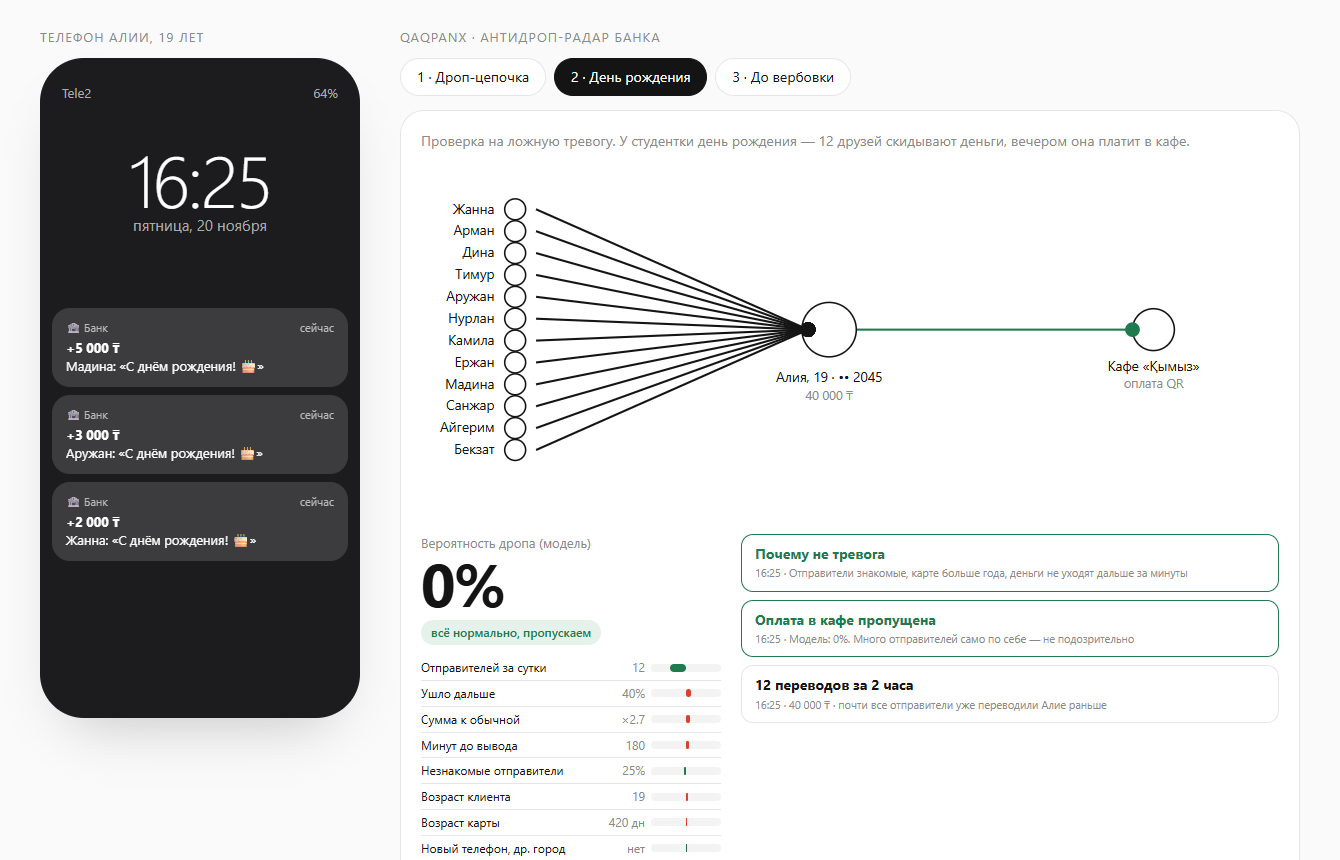 ТЕЛЕФОН АЛИИ, 19 ЛЕТ
Tele2
64%
16:25
пятница, 20 ноября
Банк
сейчас
+5 000 ₸
Мадина: «С днём рождения! 🎂»
Банк
сейчас
+3 000 ₸
Аружан: «С днём рождения! 🎂»
Банк
сейчас
+2 000 ₸
Жанна: «С днём рождения! 🎂»
QAQPANX · АНТИДРОП-РАДАР БАНКА
1 · Дроп-цепочка
2 · День рождения
3 · До вербовки
Проверка на ложную тревогу. У студентки день рождения — 12 друзей скидывают деньги, вечером она платит в кафе.
Жанна
Арман
Дина
Тимур
Аружан
Нурлан
Камила
Ержан
Мадина
Санжар
Айгерим
Бекзат
Алия, 19 · •• 2045
40 000 ₸
Кафе «Қымыз»
оплата QR
Вероятность дропа (модель)
0%
всё нормально, пропускаем
Отправителей за сутки 12
Ушло дальше 40%
Сумма к обычной ×2.7
Минут до вывода 180
Незнакомые отправители 25%
Возраст клиента 19
Возраст карты 420 дн
Новый телефон, др. город нет
Почему не тревога
16:25 · Отправители знакомые, карте больше года, деньги не уходят дальше за минуты
Оплата в кафе пропущена
16:25 · Модель: 0%. Много отправителей само по себе — не подозрительно
12 переводов за 2 часа
16:25 · 40 000 ₸ · почти все отправители уже переводили Алие раньше